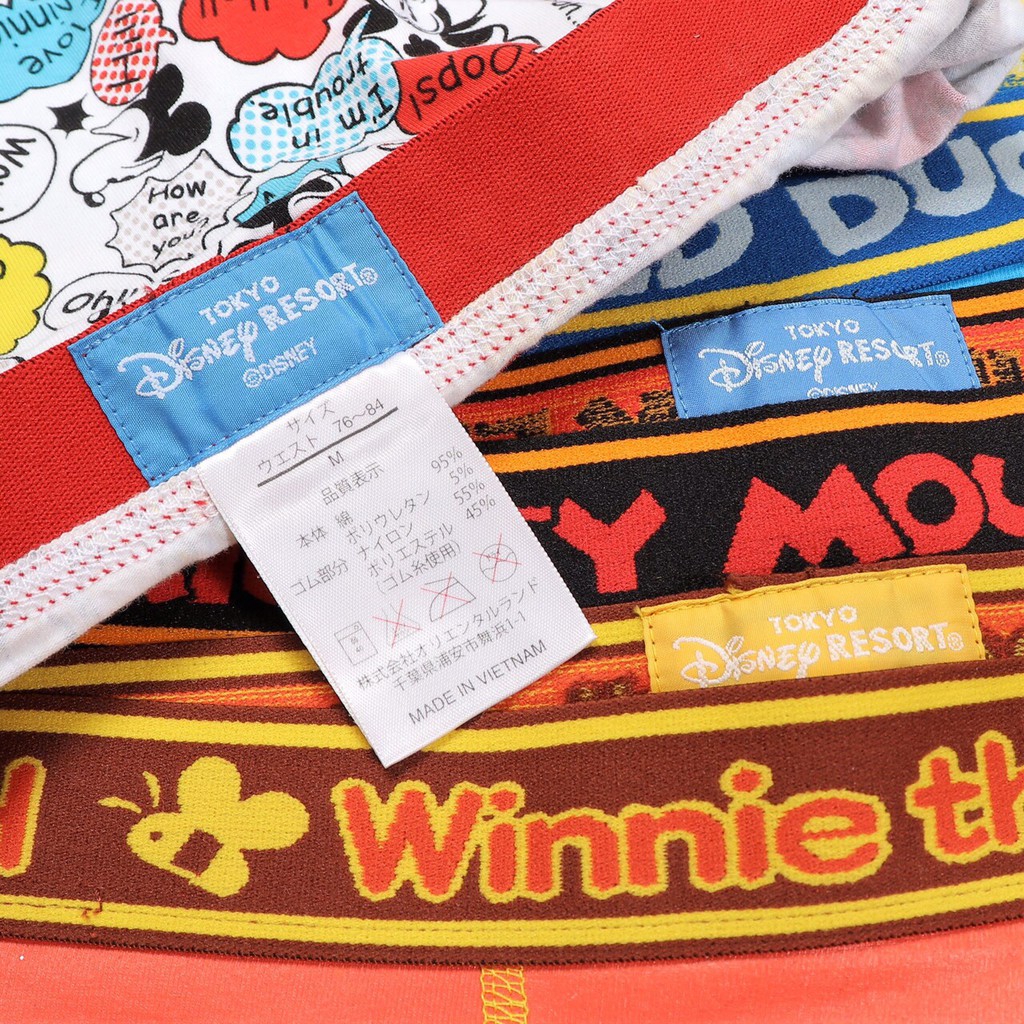 I love
Minnie
HiHi
Oops!
I'm in
trouble.
How
are
you?
Oh!
TOKYO
Disney RESORT®
©DISNEY
サイズ
ウエスト 76～84
M
品質表示
本体 綿 95%
ポリウレタン 5%
ゴム部分 ナイロン 55%
ポリエステル 45%
(ゴム糸使用)
株式会社オリエンタルランド
千葉県浦安市舞浜1-1
MADE IN VIETNAM
D DUC
TOKYO
Disney RESORT®
©DISNEY
EY MOU
TOKYO
Disney RESORT®
Winnie th